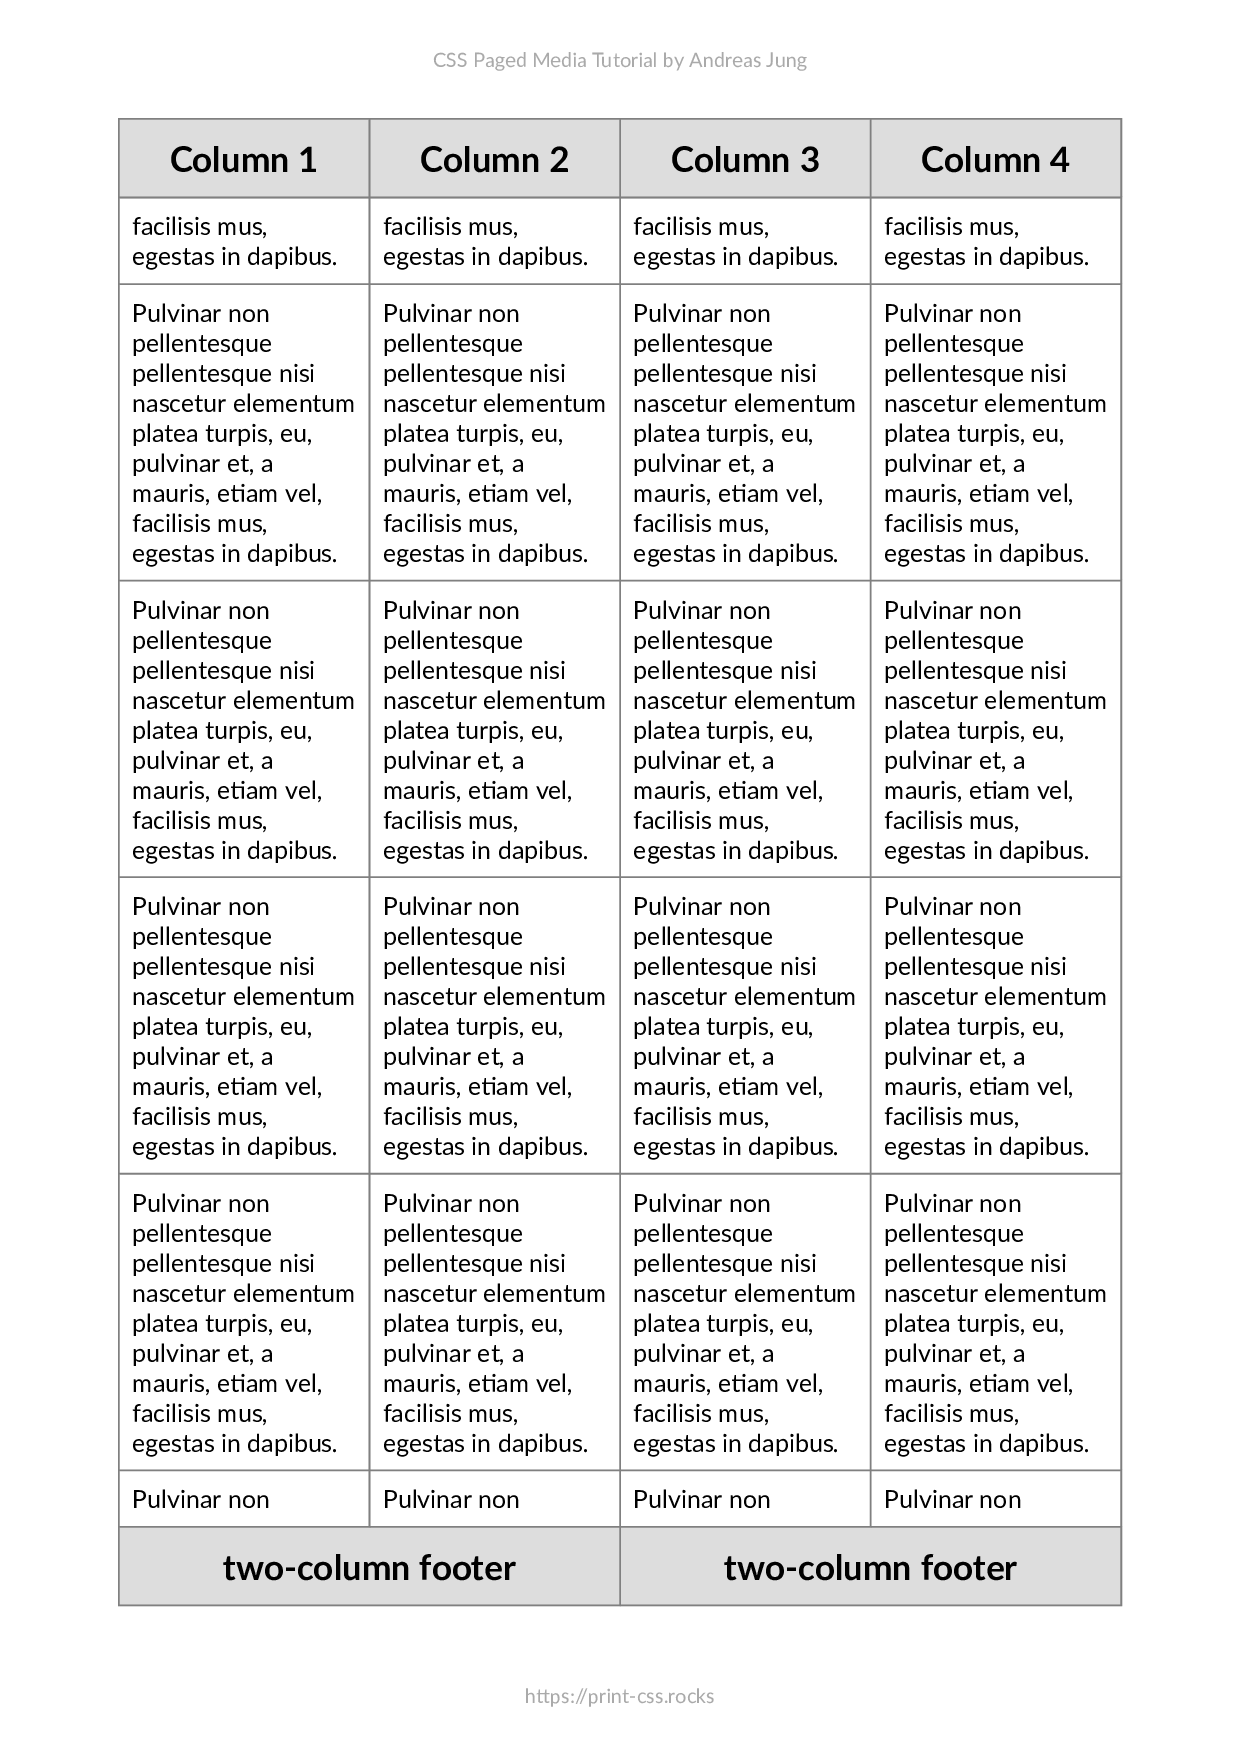 CSS Paged Media Tutorial by Andreas Jung
Column 1 Column 2 Column 3 Column 4
facilisis mus, facilisis mus, facilisis mus, facilisis mus,
egestas in dapibus. egestas in dapibus. egestas in dapibus. egestas in dapibus.
Pulvinar non Pulvinar non Pulvinar non Pulvinar non
pellentesque pellentesque pellentesque pellentesque
pellentesque nisi pellentesque nisi pellentesque nisi pellentesque nisi
nascetur elementum nascetur elementum nascetur elementum nascetur elementum
platea turpis, eu, platea turpis, eu, platea turpis, eu, platea turpis, eu,
pulvinar et, a pulvinar et, a pulvinar et, a pulvinar et, a
mauris, etiam vel, mauris, etiam vel, mauris, etiam vel, mauris, etiam vel,
facilisis mus, facilisis mus, facilisis mus, facilisis mus,
egestas in dapibus. egestas in dapibus. egestas in dapibus. egestas in dapibus.
Pulvinar non Pulvinar non Pulvinar non Pulvinar non
pellentesque pellentesque pellentesque pellentesque
pellentesque nisi pellentesque nisi pellentesque nisi pellentesque nisi
nascetur elementum nascetur elementum nascetur elementum nascetur elementum
platea turpis, eu, platea turpis, eu, platea turpis, eu, platea turpis, eu,
pulvinar et, a pulvinar et, a pulvinar et, a pulvinar et, a
mauris, etiam vel, mauris, etiam vel, mauris, etiam vel, mauris, etiam vel,
facilisis mus, facilisis mus, facilisis mus, facilisis mus,
egestas in dapibus. egestas in dapibus. egestas in dapibus. egestas in dapibus.
Pulvinar non Pulvinar non Pulvinar non Pulvinar non
pellentesque pellentesque pellentesque pellentesque
pellentesque nisi pellentesque nisi pellentesque nisi pellentesque nisi
nascetur elementum nascetur elementum nascetur elementum nascetur elementum
platea turpis, eu, platea turpis, eu, platea turpis, eu, platea turpis, eu,
pulvinar et, a pulvinar et, a pulvinar et, a pulvinar et, a
mauris, etiam vel, mauris, etiam vel, mauris, etiam vel, mauris, etiam vel,
facilisis mus, facilisis mus, facilisis mus, facilisis mus,
egestas in dapibus. egestas in dapibus. egestas in dapibus. egestas in dapibus.
Pulvinar non Pulvinar non Pulvinar non Pulvinar non
pellentesque pellentesque pellentesque pellentesque
pellentesque nisi pellentesque nisi pellentesque nisi pellentesque nisi
nascetur elementum nascetur elementum nascetur elementum nascetur elementum
platea turpis, eu, platea turpis, eu, platea turpis, eu, platea turpis, eu,
pulvinar et, a pulvinar et, a pulvinar et, a pulvinar et, a
mauris, etiam vel, mauris, etiam vel, mauris, etiam vel, mauris, etiam vel,
facilisis mus, facilisis mus, facilisis mus, facilisis mus,
egestas in dapibus. egestas in dapibus. egestas in dapibus. egestas in dapibus.
Pulvinar non Pulvinar non Pulvinar non Pulvinar non
two-column footer two-column footer
https://print-css.rocks